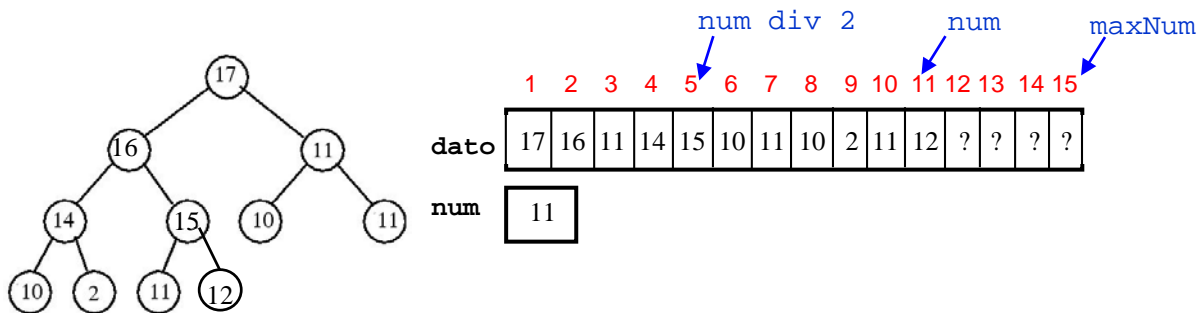 num div 2 num maxNum
17
1 2 3 4 5 6 7 8 9 10 11 12 13 14 15
16 11
dato 17 16 11 14 15 10 11 10 2 11 12 ? ? ? ?
14 15 10 11
num 11
10 2 11 12